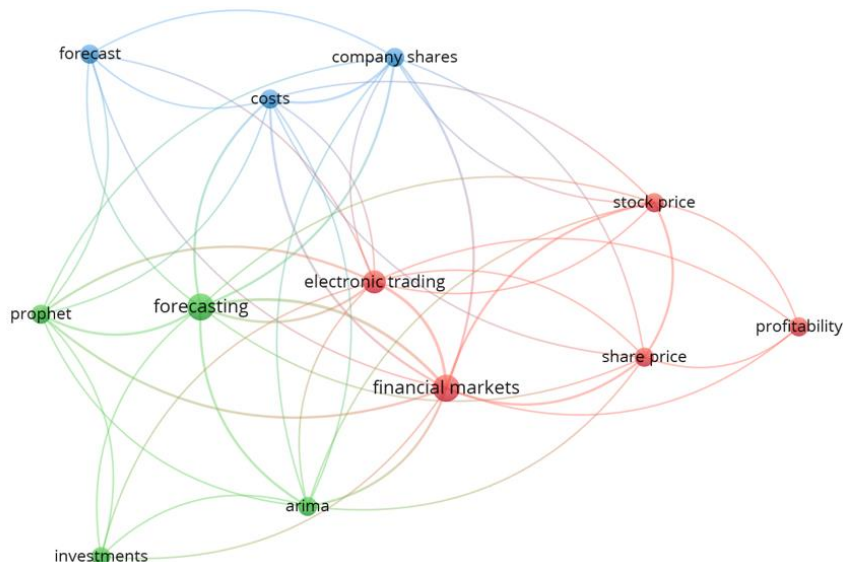 forecast
company shares
costs
stock price
electronic trading
forecasting
prophet
profitability
share price
financial markets
arima
investments